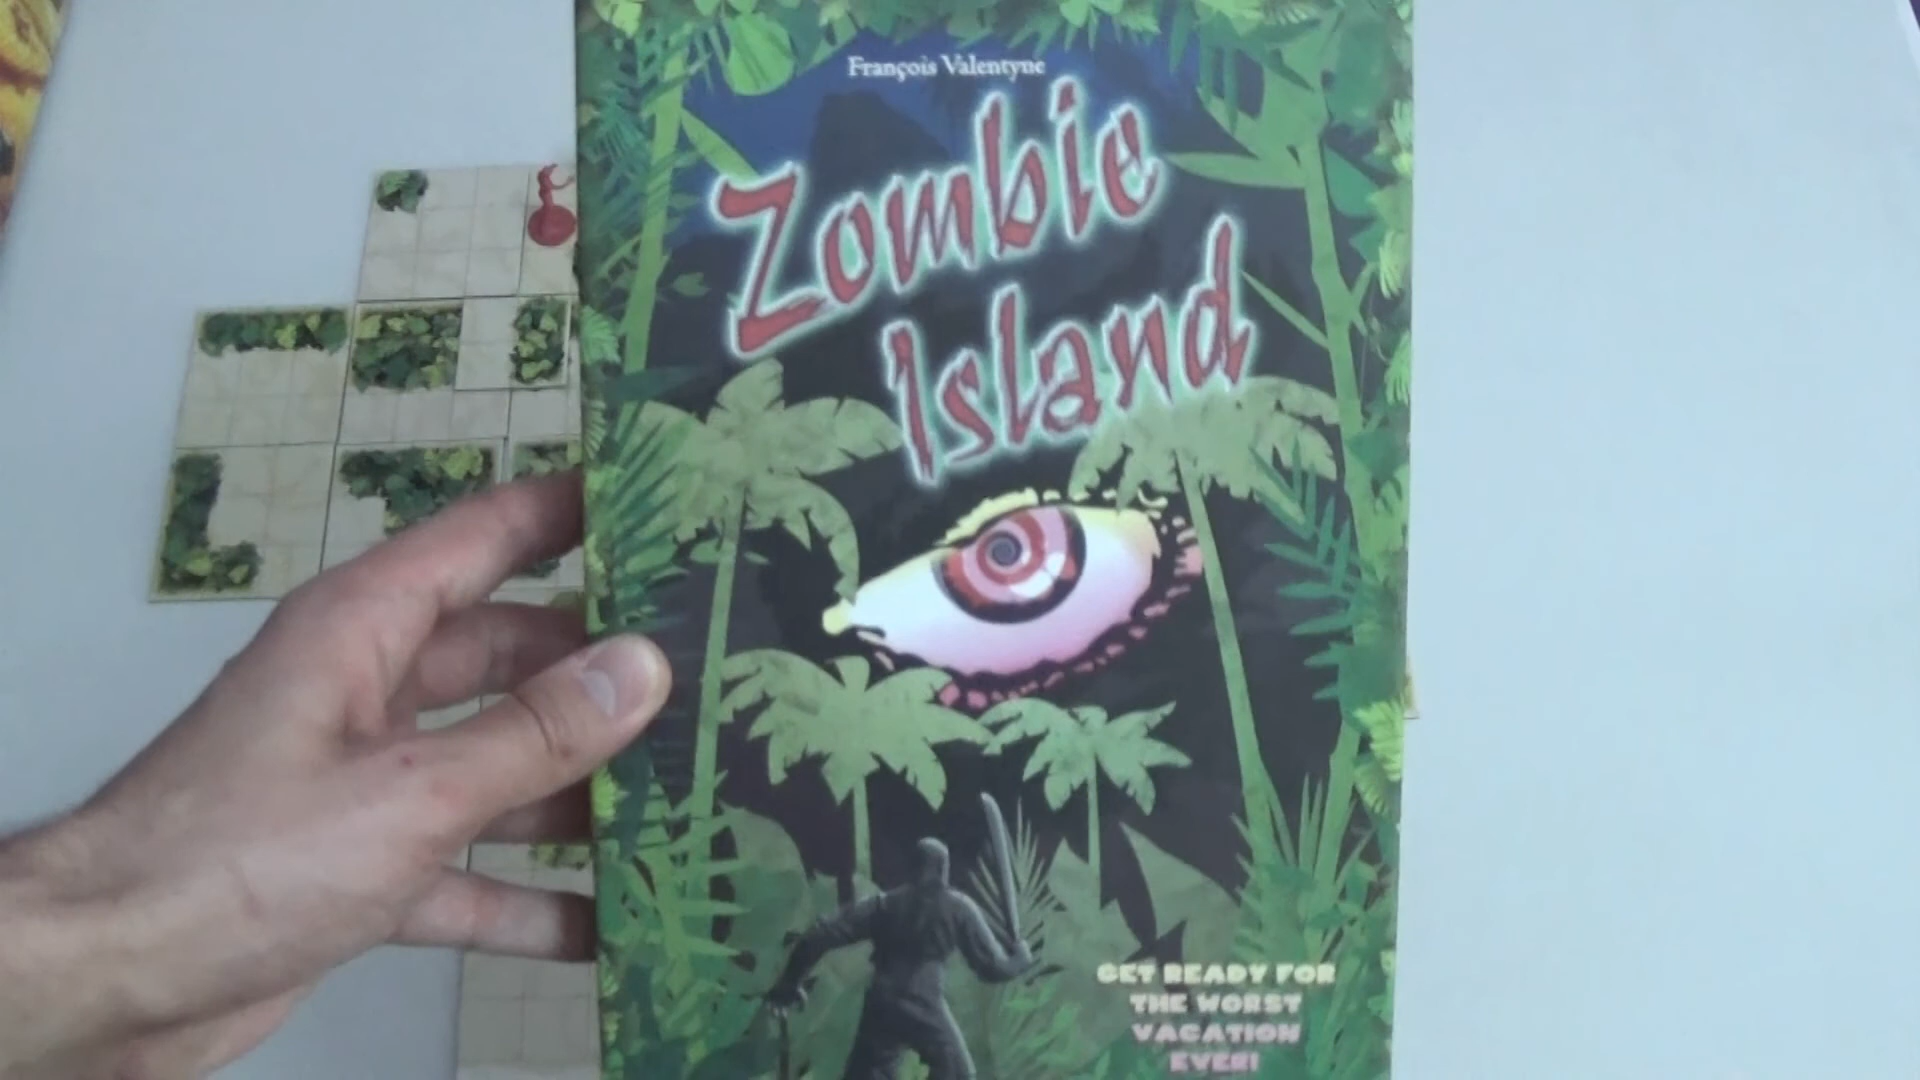 François Valentyne
Zombie
Island
GET READY FOR
THE WORST
VACATION
EVER!